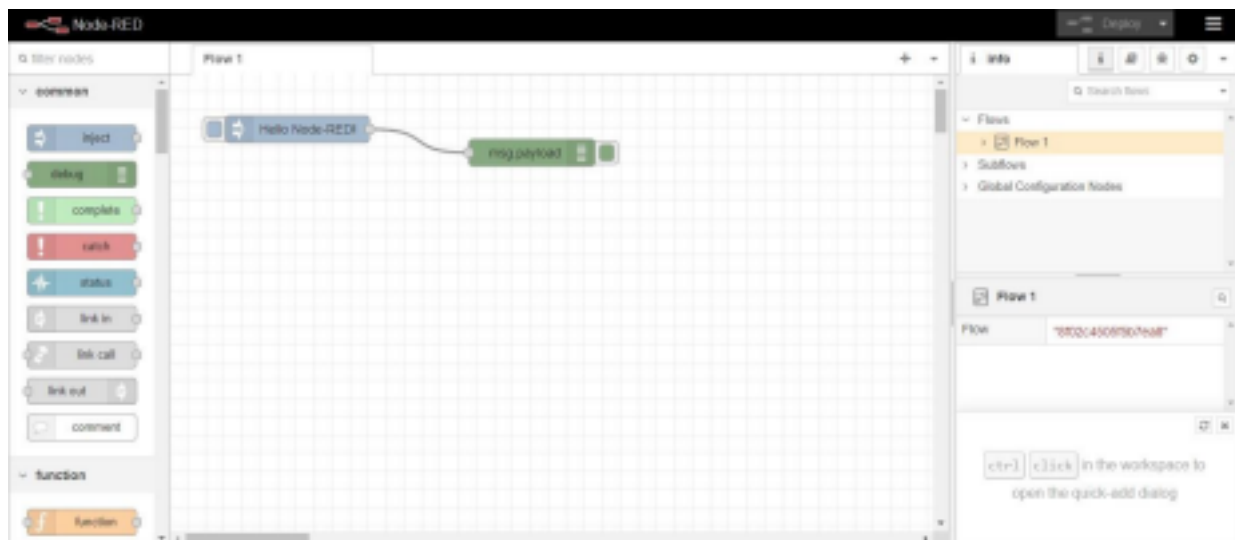 Node-RED
Deploy
filter nodes
Flow 1
info
Search flows
common
inject
debug
complete
catch
status
link in
link call
link out
comment
function
function
Hello Node-RED!
msg.payload
Flows
Flow 1
Subflows
Global Configuration Nodes
Flow 1
Flow
ctrl click in the workspace to
open the quick-add dialog